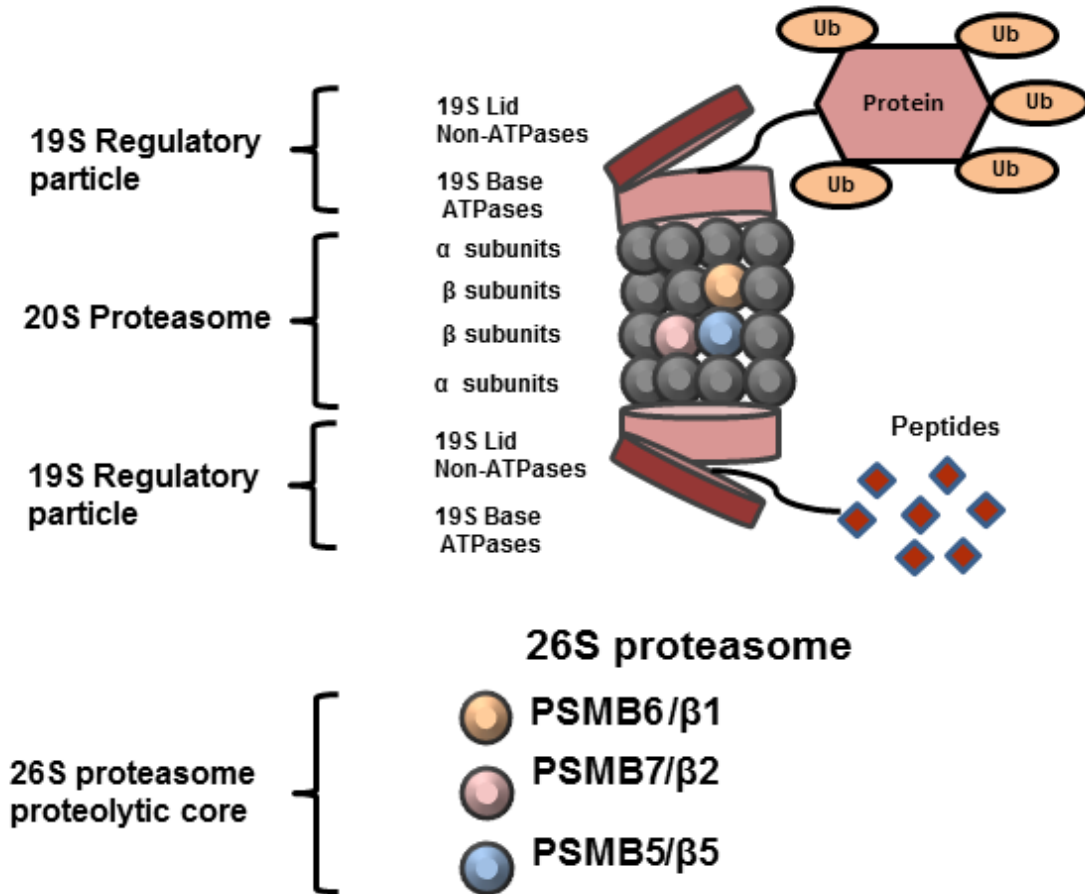 Ub
Ub
Protein
Ub
Ub
Ub
19S Regulatory
particle
19S Lid
Non-ATPases
19S Base
ATPases
α subunits
20S Proteasome
β subunits
β subunits
α subunits
19S Regulatory
particle
19S Lid
Non-ATPases
19S Base
ATPases
Peptides
26S proteasome
26S proteasome
proteolytic core
PSMB6/β1
PSMB7/β2
PSMB5/β5